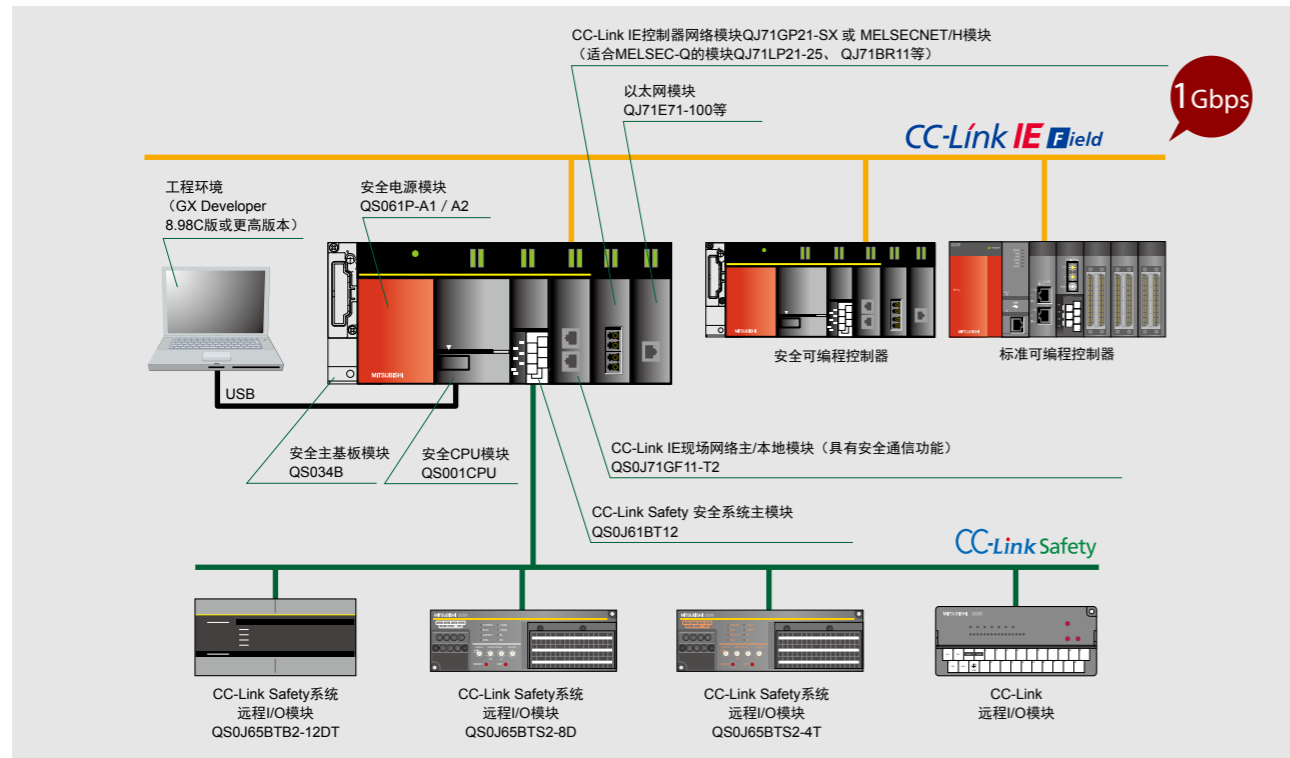 CC-Link IE控制器网络模块QJ71GP21-SX 或 MELSECNET/H模块
（适合MELSEC-Q的模块QJ71LP21-25、 QJ71BR11等）
1Gbps
以太网模块
QJ71E71-100等
CC-Link IE Field
工程环境
（GX Developer
8.98C版或更高版本）
安全电源模块
QS061P-A1 / A2
MITSUBISHI
MITSUBISHI
安全可编程控制器
标准可编程控制器
USB
安全主基板模块
QS034B
安全CPU模块
QS001CPU
CC-Link IE现场网络主/本地模块（具有安全通信功能）
QS0J71GF11-T2
CC-Link Safety 安全系统主模块
QS0J61BT12
CC-Link Safety
MITSUBISHI
MITSUBISHI
MITSUBISHI
CC-Link Safety系统
远程I/O模块
QS0J65BTB2-12DT
CC-Link Safety系统
远程I/O模块
QS0J65BTS2-8D
CC-Link Safety系统
远程I/O模块
QS0J65BTS2-4T
CC-Link
远程I/O模块